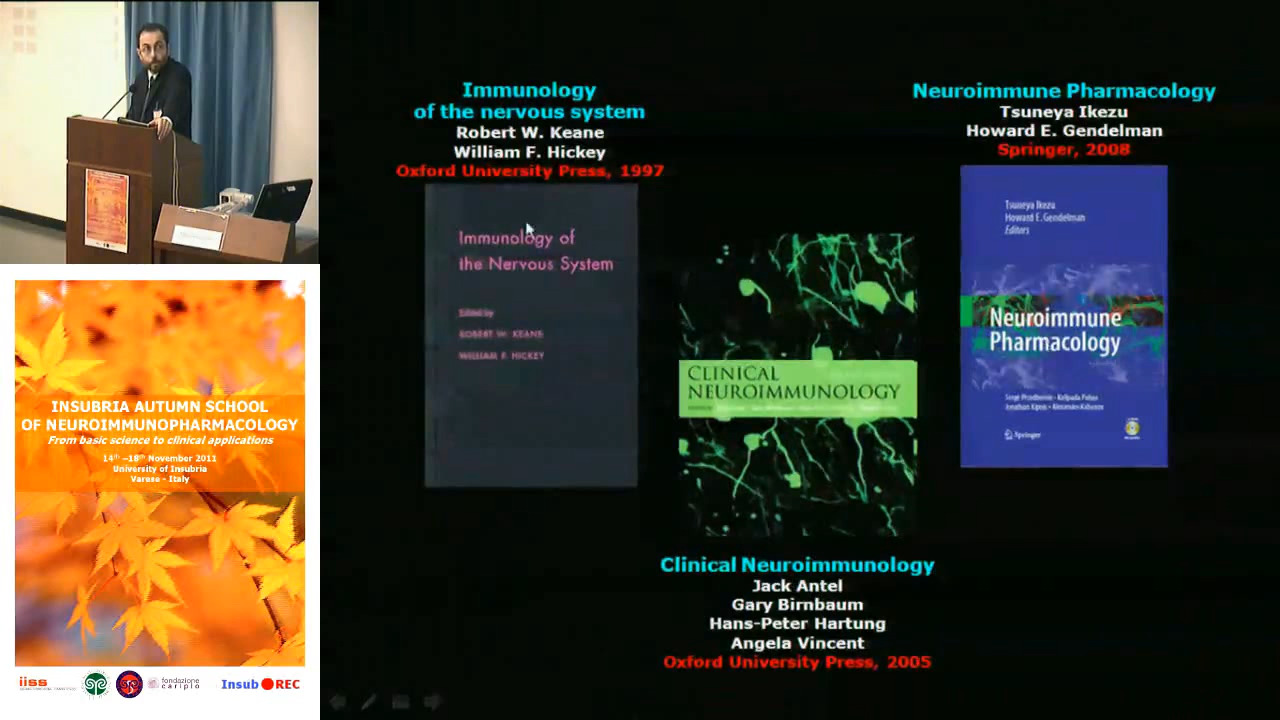 Immunology
of the nervous system
Robert W. Keane
William F. Hickey
Oxford University Press, 1997
Immunology of
the Nervous System
Edited by
ROBERT W. KEANE
WILLIAM F. HICKEY
CLINICAL
NEUROIMMUNOLOGY
Clinical Neuroimmunology
Jack Antel
Gary Birnbaum
Hans-Peter Hartung
Angela Vincent
Oxford University Press, 2005
Neuroimmune Pharmacology
Tsuneya Ikezu
Howard E. Gendelman
Springer, 2008
Tsuneya Ikezu
Howard E. Gendelman
Editors
Neuroimmune
Pharmacology
Springer
INSUBRIA AUTUMN SCHOOL
OF NEUROIMMUNOPHARMACOLOGY
From basic science to clinical applications
14th –18th November 2011
University of Insubria
Varese - Italy
iiss
fondazione
cariplo
Insub REC